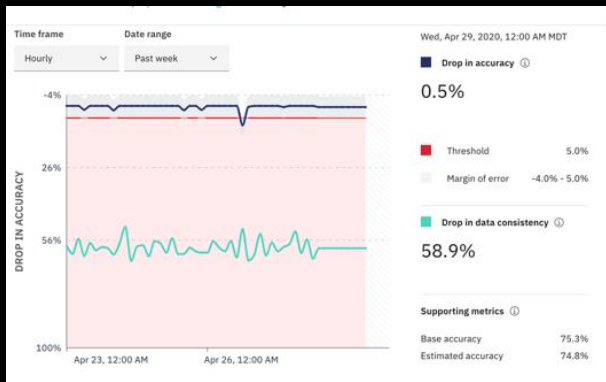 Time frame
Date range
Hourly
Past week
-4%
26%
56%
100%
DROP IN ACCURACY
Apr 23, 12:00 AM
Apr 26, 12:00 AM
Wed, Apr 29, 2020, 12:00 AM MDT
Drop in accuracy
0.5%
Threshold 5.0%
Margin of error -4.0% - 5.0%
Drop in data consistency
58.9%
Supporting metrics
Base accuracy 75.3%
Estimated accuracy 74.8%